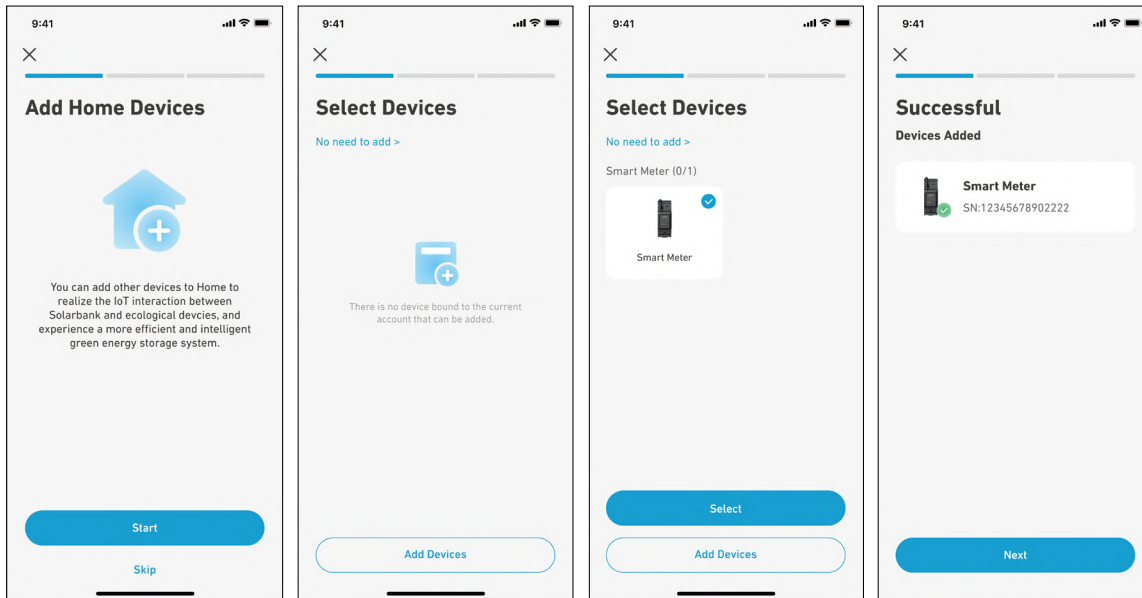 9:41
Add Home Devices
You can add other devices to Home to
realize the IoT interaction between
Solarbank and ecological devcies, and
experience a more efficient and intelligent
green energy storage system.
Start
Skip
9:41
Select Devices
No need to add >
There is no device bound to the current
account that can be added.
Add Devices
9:41
Select Devices
No need to add >
Smart Meter (0/1)
Smart Meter
Select
Add Devices
9:41
Successful
Devices Added
Smart Meter
SN:12345678902222
Next